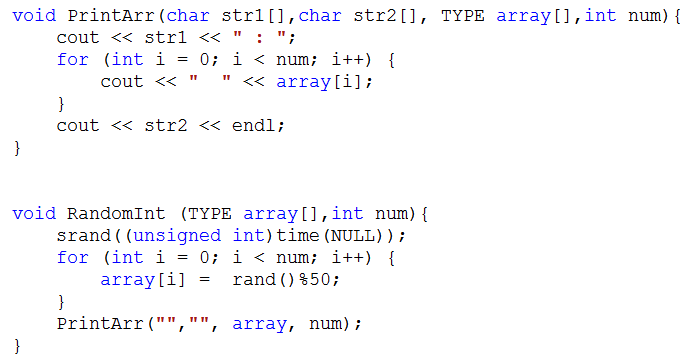 void PrintArr(char str1[],char str2[], TYPE array[],int num){
    cout << str1 << " : ";
    for (int i = 0; i < num; i++) {
        cout << "  " << array[i];
    }
    cout << str2 << endl;
}
void RandomInt (TYPE array[],int num){
    srand((unsigned int)time(NULL));
    for (int i = 0; i < num; i++) {
        array[i] =  rand()%50;
    }
    PrintArr("","", array, num);
}